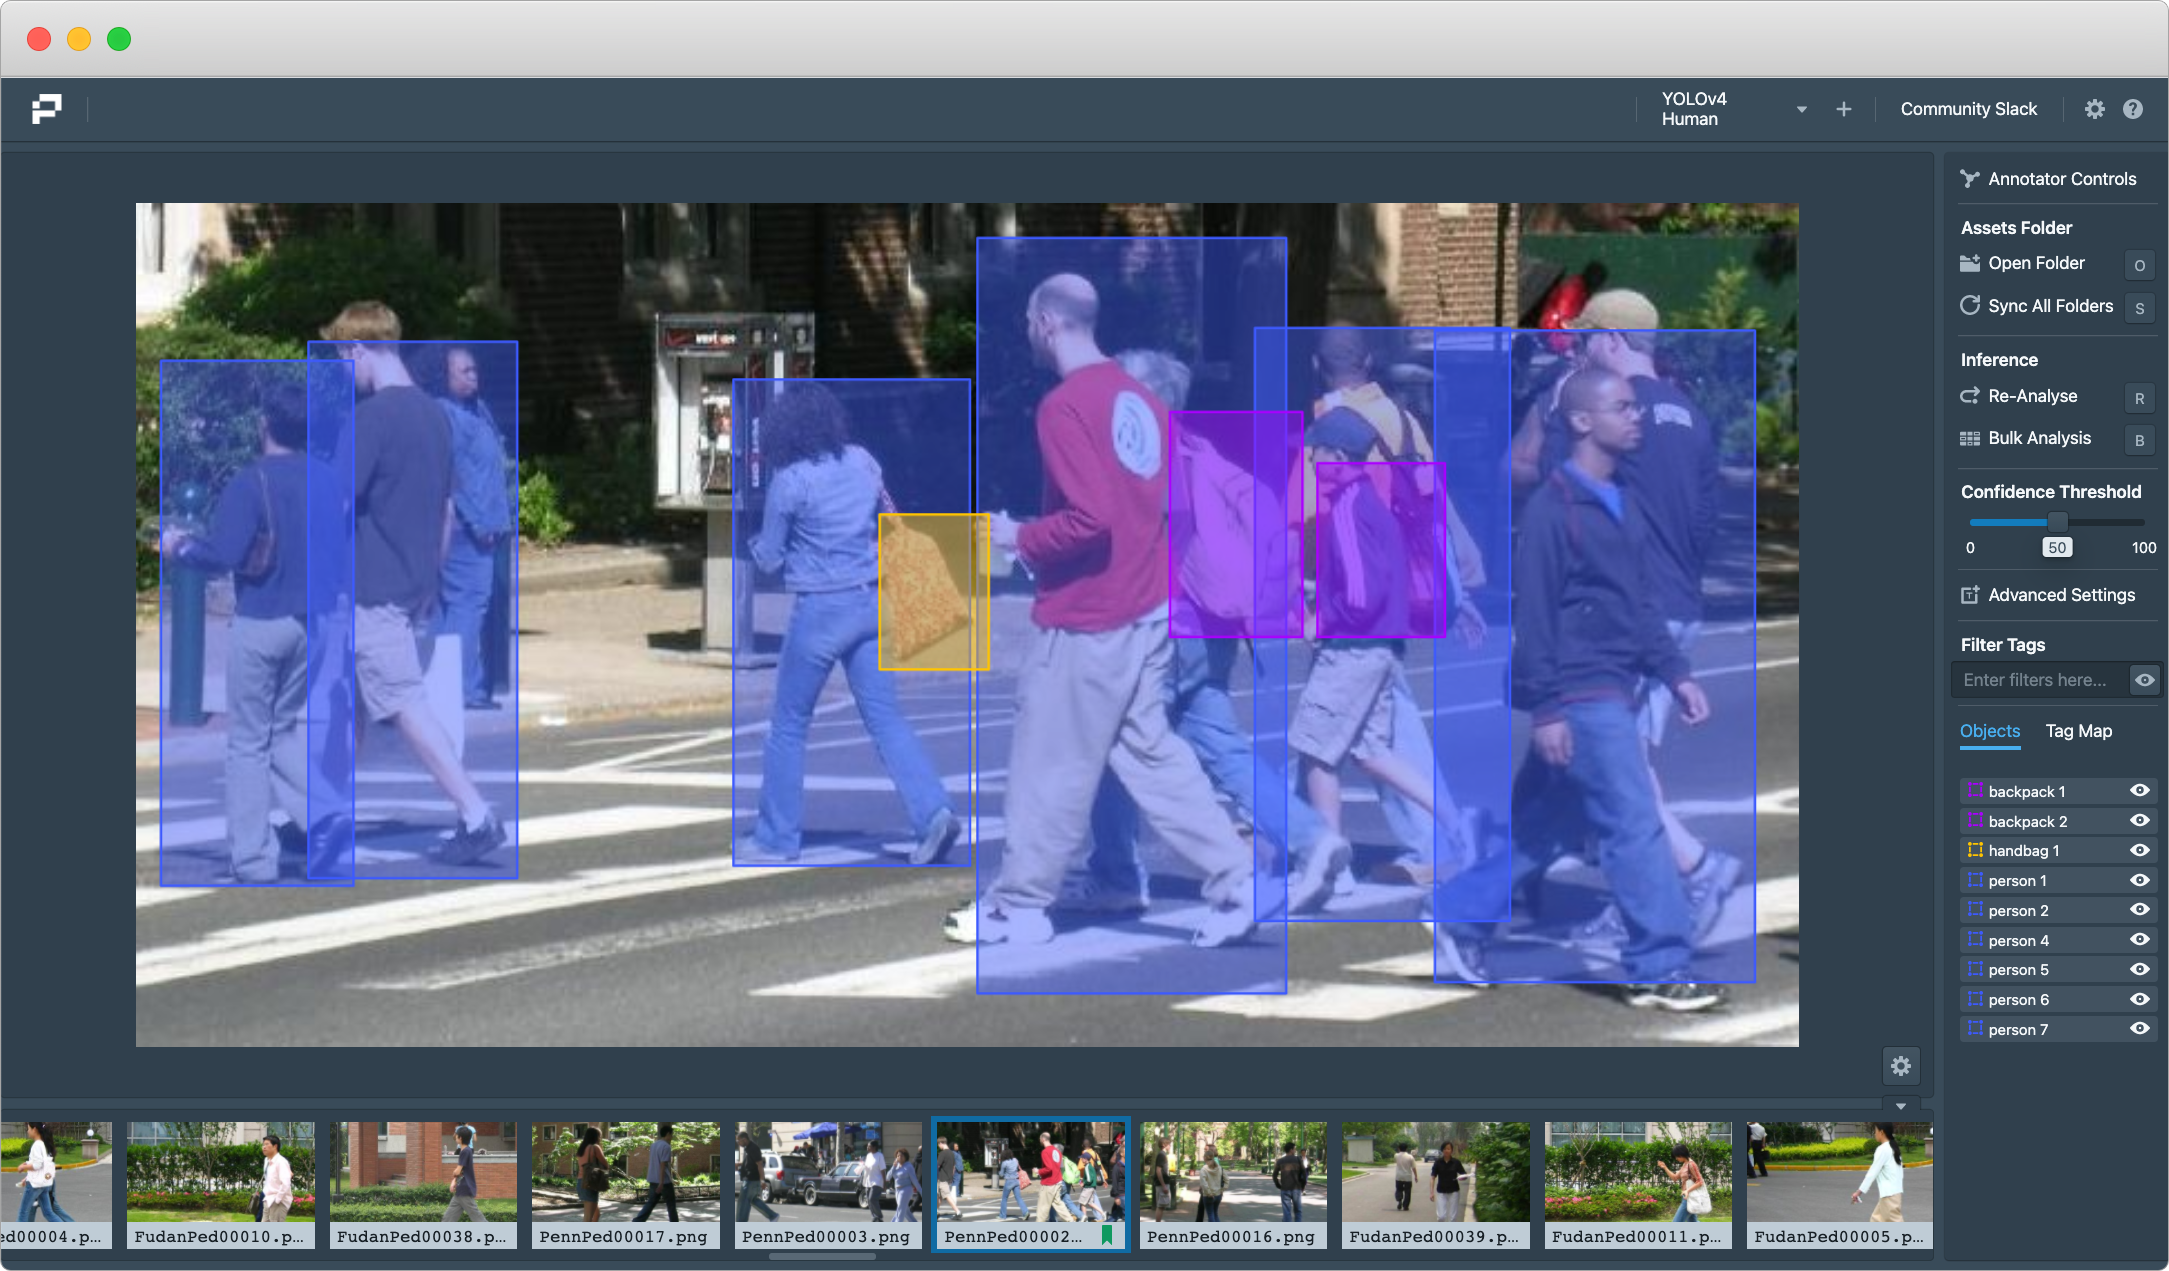 YOLOv4
Human
Community Slack
Annotator Controls
Assets Folder
Open Folder O
Sync All Folders S
Inference
Re-Analyse R
Bulk Analysis B
Confidence Threshold
0 50 100
Advanced Settings
Filter Tags
Enter filters here...
Objects Tag Map
backpack 1
backpack 2
handbag 1
person 1
person 2
person 4
person 5
person 6
person 7
ed00004.p... FudanPed00010.p... FudanPed00038.p... PennPed00017.png PennPed00003.png PennPed00002... PennPed00016.png FudanPed00039.p... FudanPed00011.p... FudanPed00005.p...